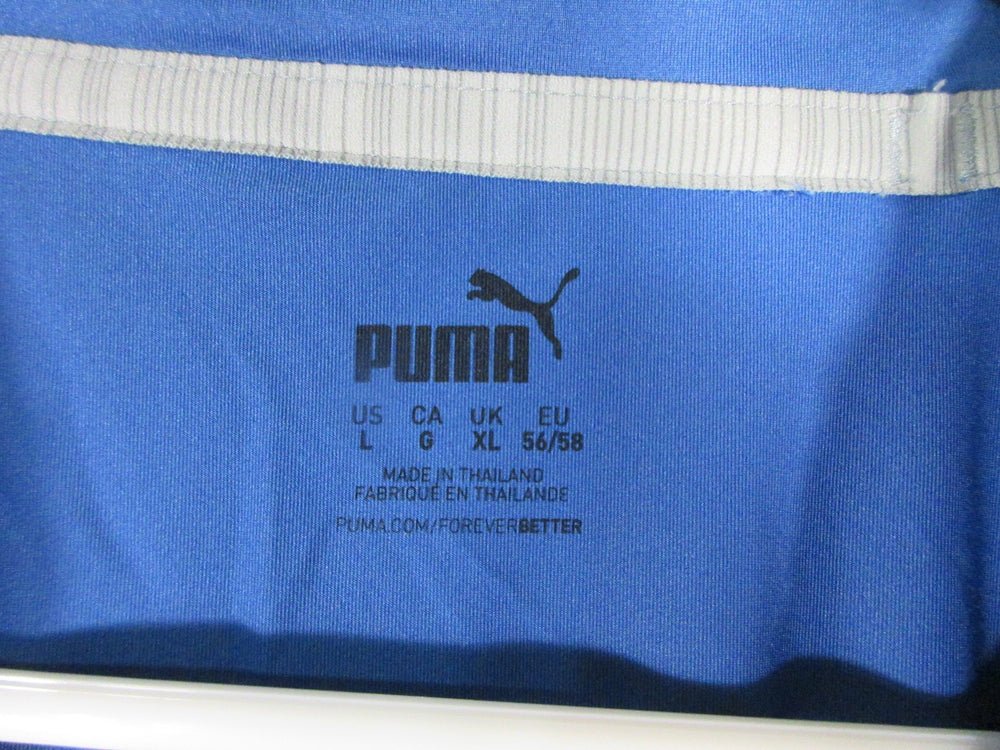 PUMA
US CA UK EU
L G XL 56/58
MADE IN THAILAND
FABRIQUÉ EN THAILANDE
PUMA.COM/FOREVERBETTER